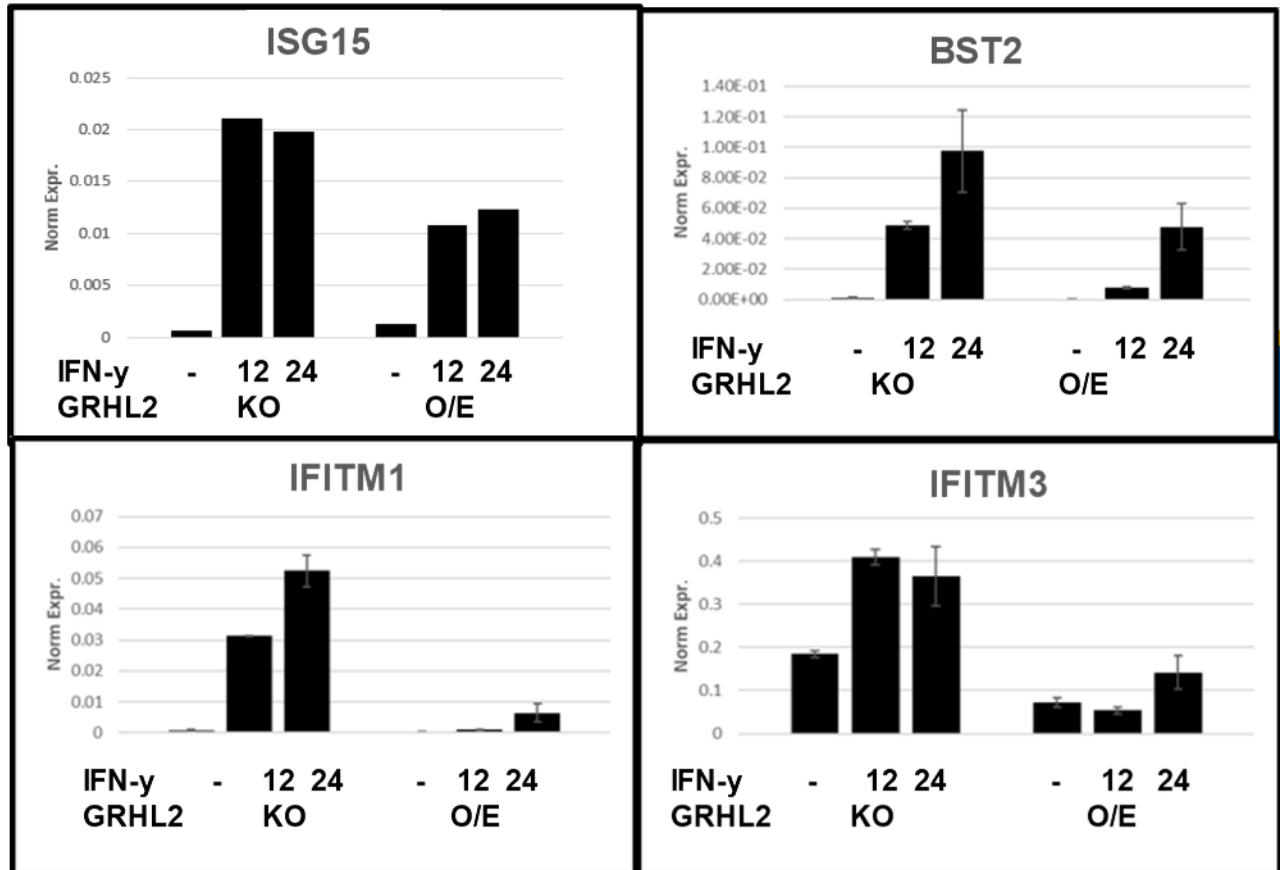 ISG15
0.025
0.02
0.015
0.01
0.005
0
Norm Expr.
IFN-y - 12 24 - 12 24
GRHL2 KO O/E
BST2
1.40E-01
1.20E-01
1.00E-01
8.00E-02
6.00E-02
4.00E-02
2.00E-02
0.00E+00
Norm Expr.
IFN-y - 12 24 - 12 24
GRHL2 KO O/E
IFITM1
0.07
0.06
0.05
0.04
0.03
0.02
0.01
0
Norm Expr.
IFN-y - 12 24 - 12 24
GRHL2 KO O/E
IFITM3
0.5
0.4
0.3
0.2
0.1
0
Norm Expr.
IFN-y - 12 24 - 12 24
GRHL2 KO O/E